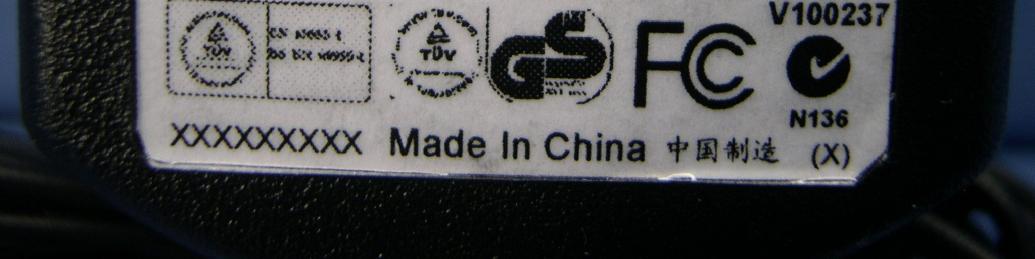 V100237
TÜV
TÜV
GS
FC
N136
XXXXXXXXX Made In China 中国制造 (X)